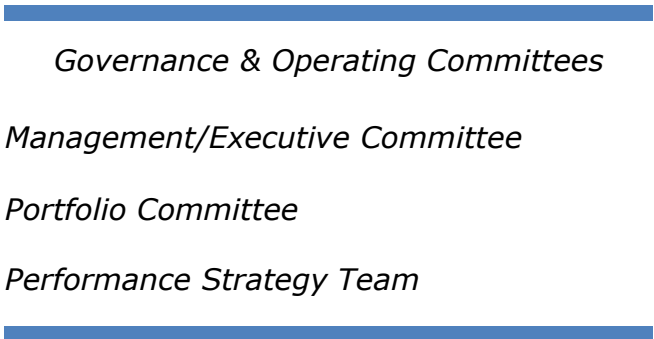 Governance & Operating Committees
Management/Executive Committee
Portfolio Committee
Performance Strategy Team